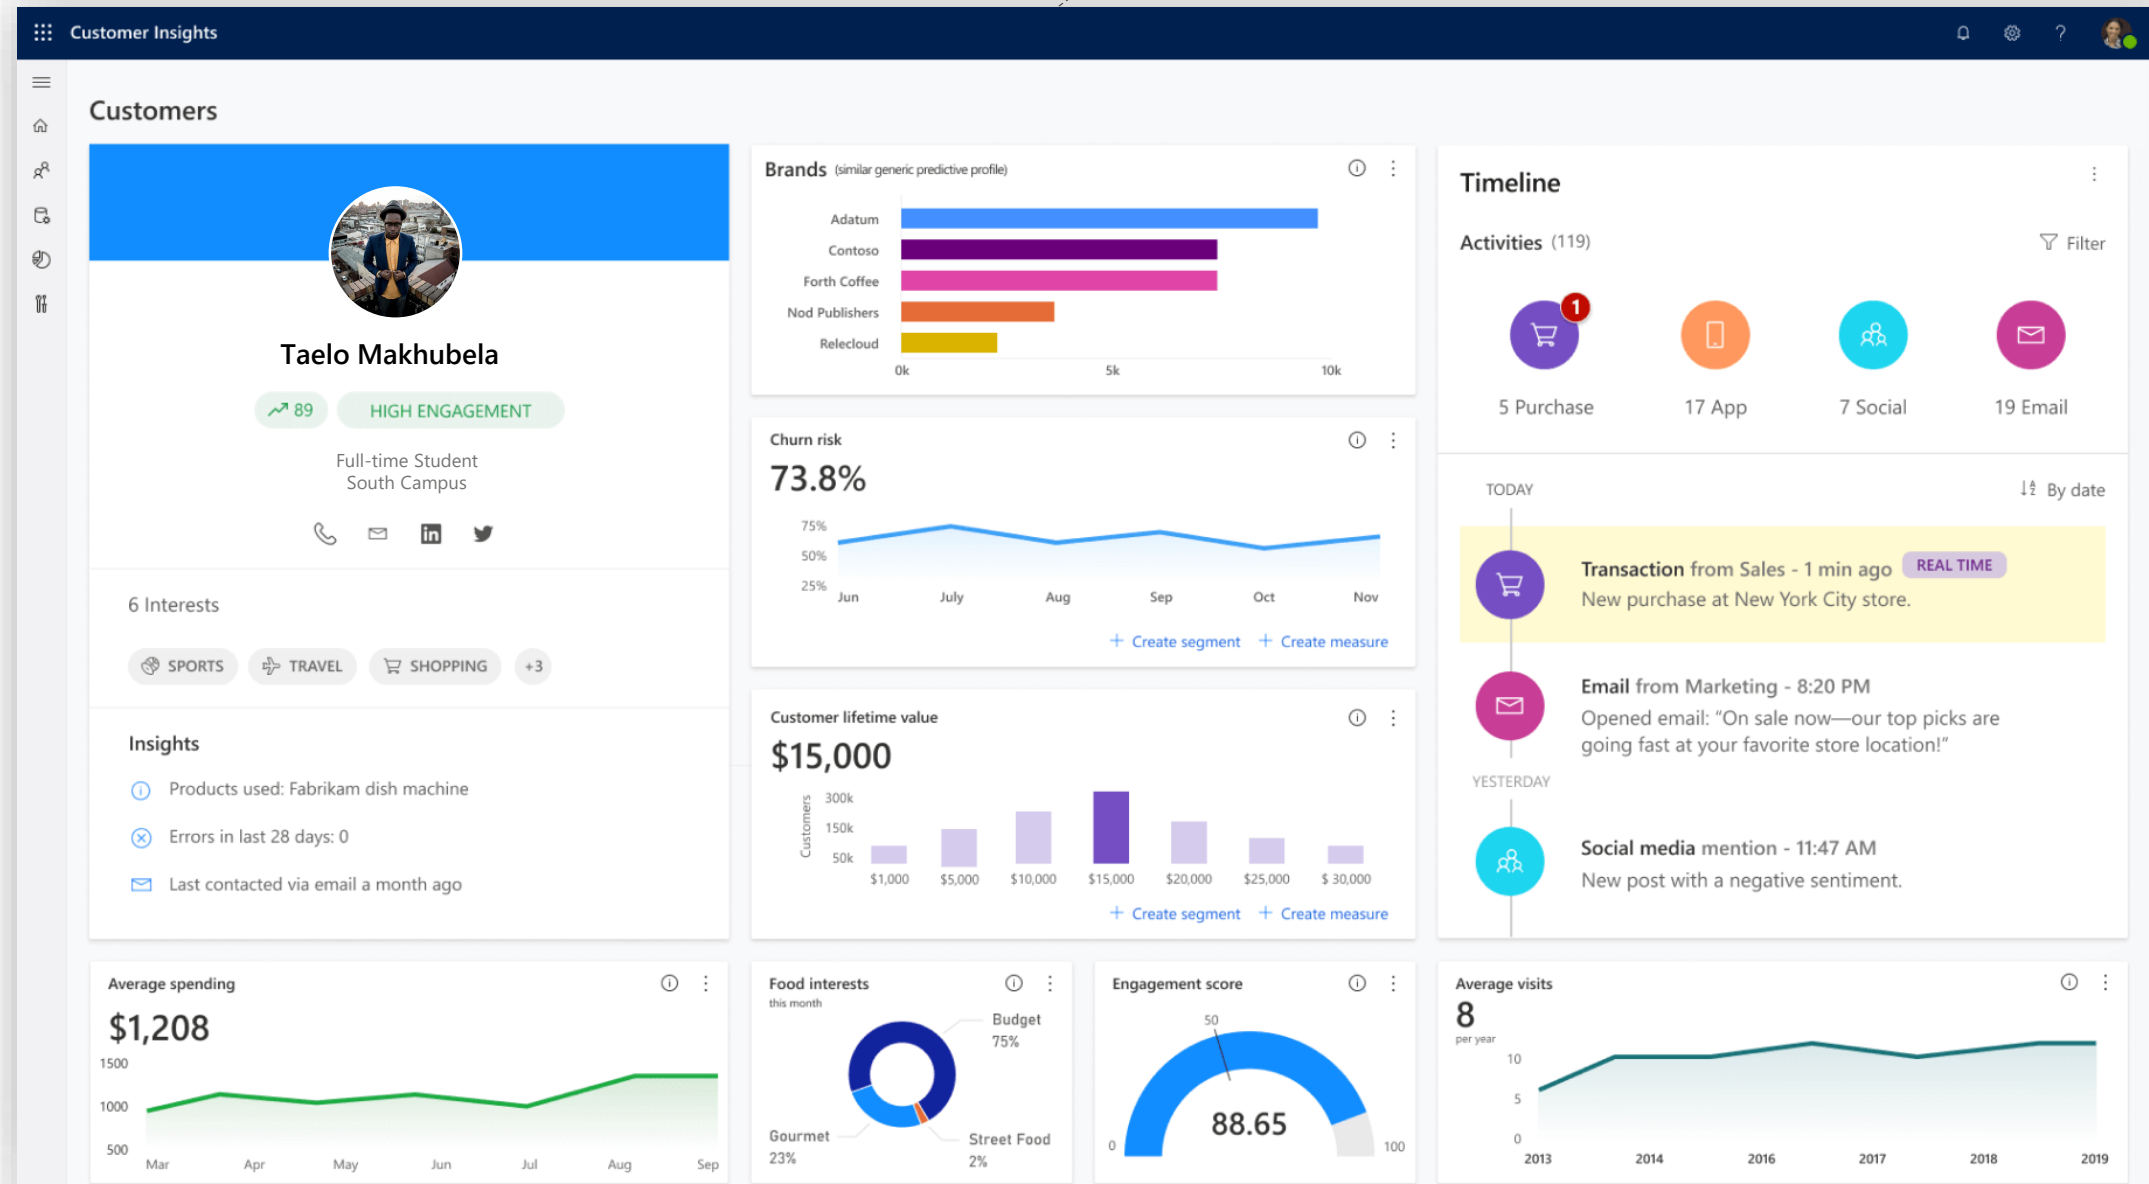 Customer Insights
?
Customers
Taelo Makhubela
89
HIGH ENGAGEMENT
Full-time Student
South Campus
in
6 Interests
SPORTS
TRAVEL
SHOPPING
+3
Insights
Products used: Fabrikam dish machine
Errors in last 28 days: 0
Last contacted via email a month ago
Brands (similar generic predictive profile)
Adatum
Contoso
Forth Coffee
Nod Publishers
Relecloud
0k 5k 10k
Churn risk
73.8%
75%
50%
25%
Jun July Aug Sep Oct Nov
+ Create segment + Create measure
Customer lifetime value
$15,000
Customers
300k
150k
50k
$1,000 $5,000 $10,000 $15,000 $20,000 $25,000 $ 30,000
+ Create segment + Create measure
Timeline
Activities (119)
Filter
1
5 Purchase 17 App 7 Social 19 Email
TODAY
By date
Transaction from Sales - 1 min ago REAL TIME
New purchase at New York City store.
Email from Marketing - 8:20 PM
Opened email: “On sale now—our top picks are
going fast at your favorite store location!”
YESTERDAY
Social media mention - 11:47 AM
New post with a negative sentiment.
Average spending
$1,208
1500
1000
500
Mar Apr May Jun Jul Aug Sep
Food interests
this month
Budget
75%
Gourmet
23%
Street Food
2%
Engagement score
50
88.65
0 100
Average visits
8
per year
10
5
0
2013 2014 2016 2017 2018 2019